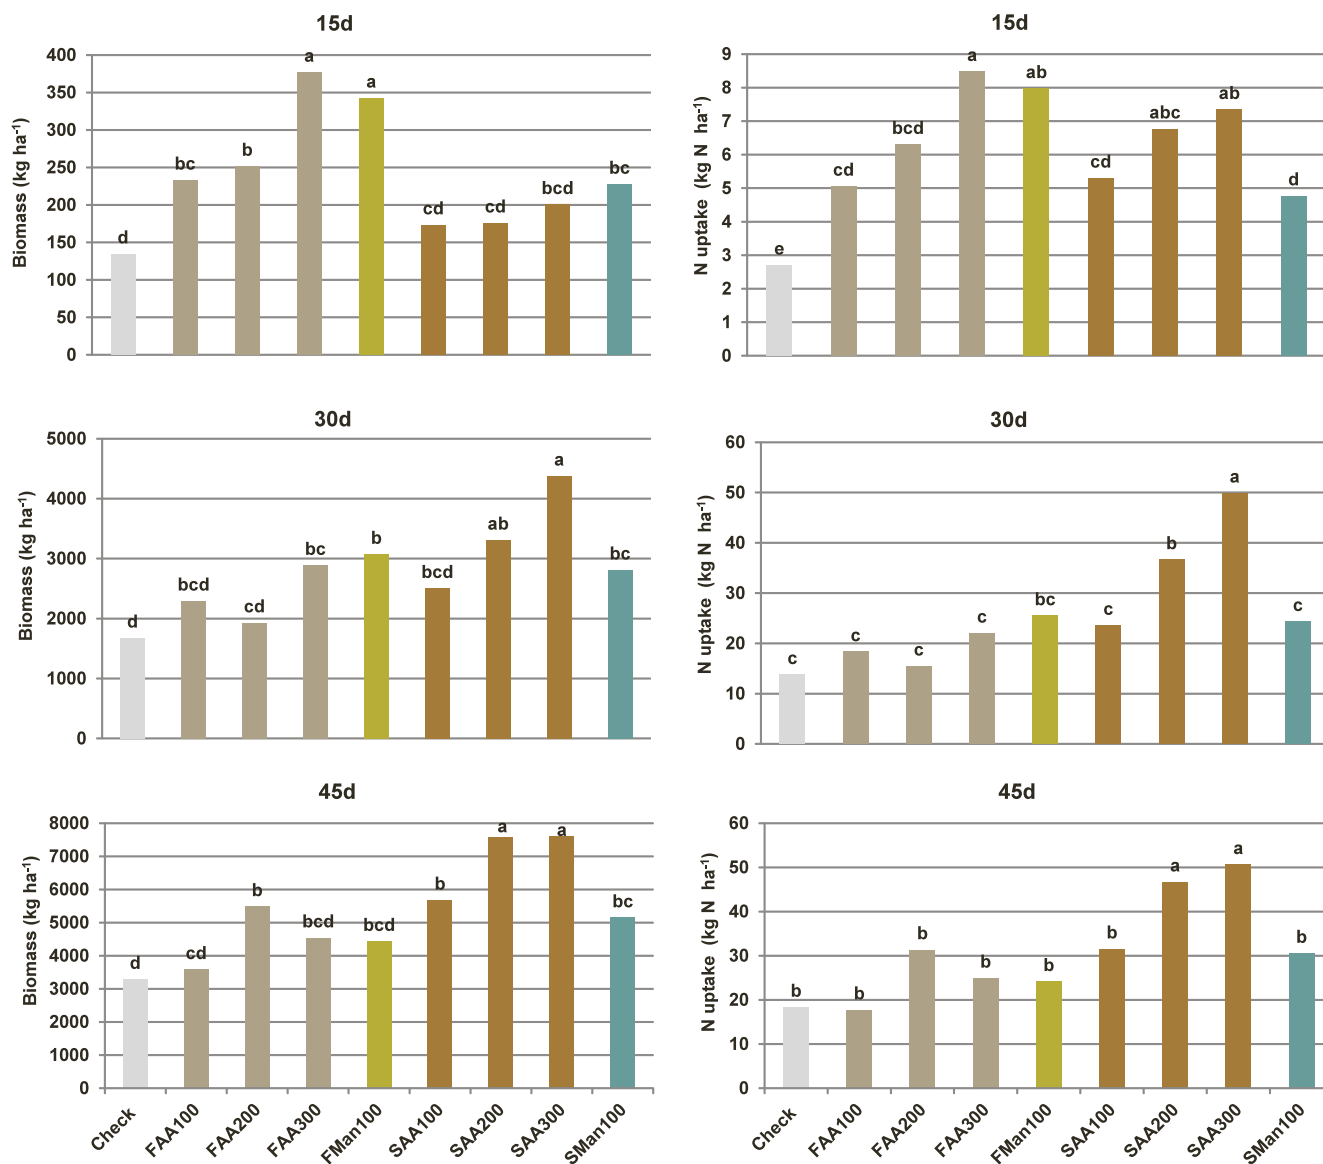 15d
Biomass (kg ha-1)
400
350
300
250
200
150
100
50
0
d
bc
b
a
a
cd
cd
bcd
bc
15d
N uptake (kg N ha-1)
9
8
7
6
5
4
3
2
1
0
e
cd
bcd
a
ab
cd
abc
ab
d
30d
Biomass (kg ha-1)
5000
4000
3000
2000
1000
0
d
bcd
cd
bc
b
bcd
ab
a
bc
30d
N uptake (kg N ha-1)
60
50
40
30
20
10
0
c
c
c
c
bc
c
b
a
c
45d
Biomass (kg ha-1)
8000
7000
6000
5000
4000
3000
2000
1000
0
d
cd
b
bcd
bcd
b
a
a
bc
Check
FAA100
FAA200
FAA300
FMan100
SAA100
SAA200
SAA300
SMan100
45d
N uptake (kg N ha-1)
60
50
40
30
20
10
0
b
b
b
b
b
b
a
a
b
Check
FAA100
FAA200
FAA300
FMan100
SAA100
SAA200
SAA300
SMan100